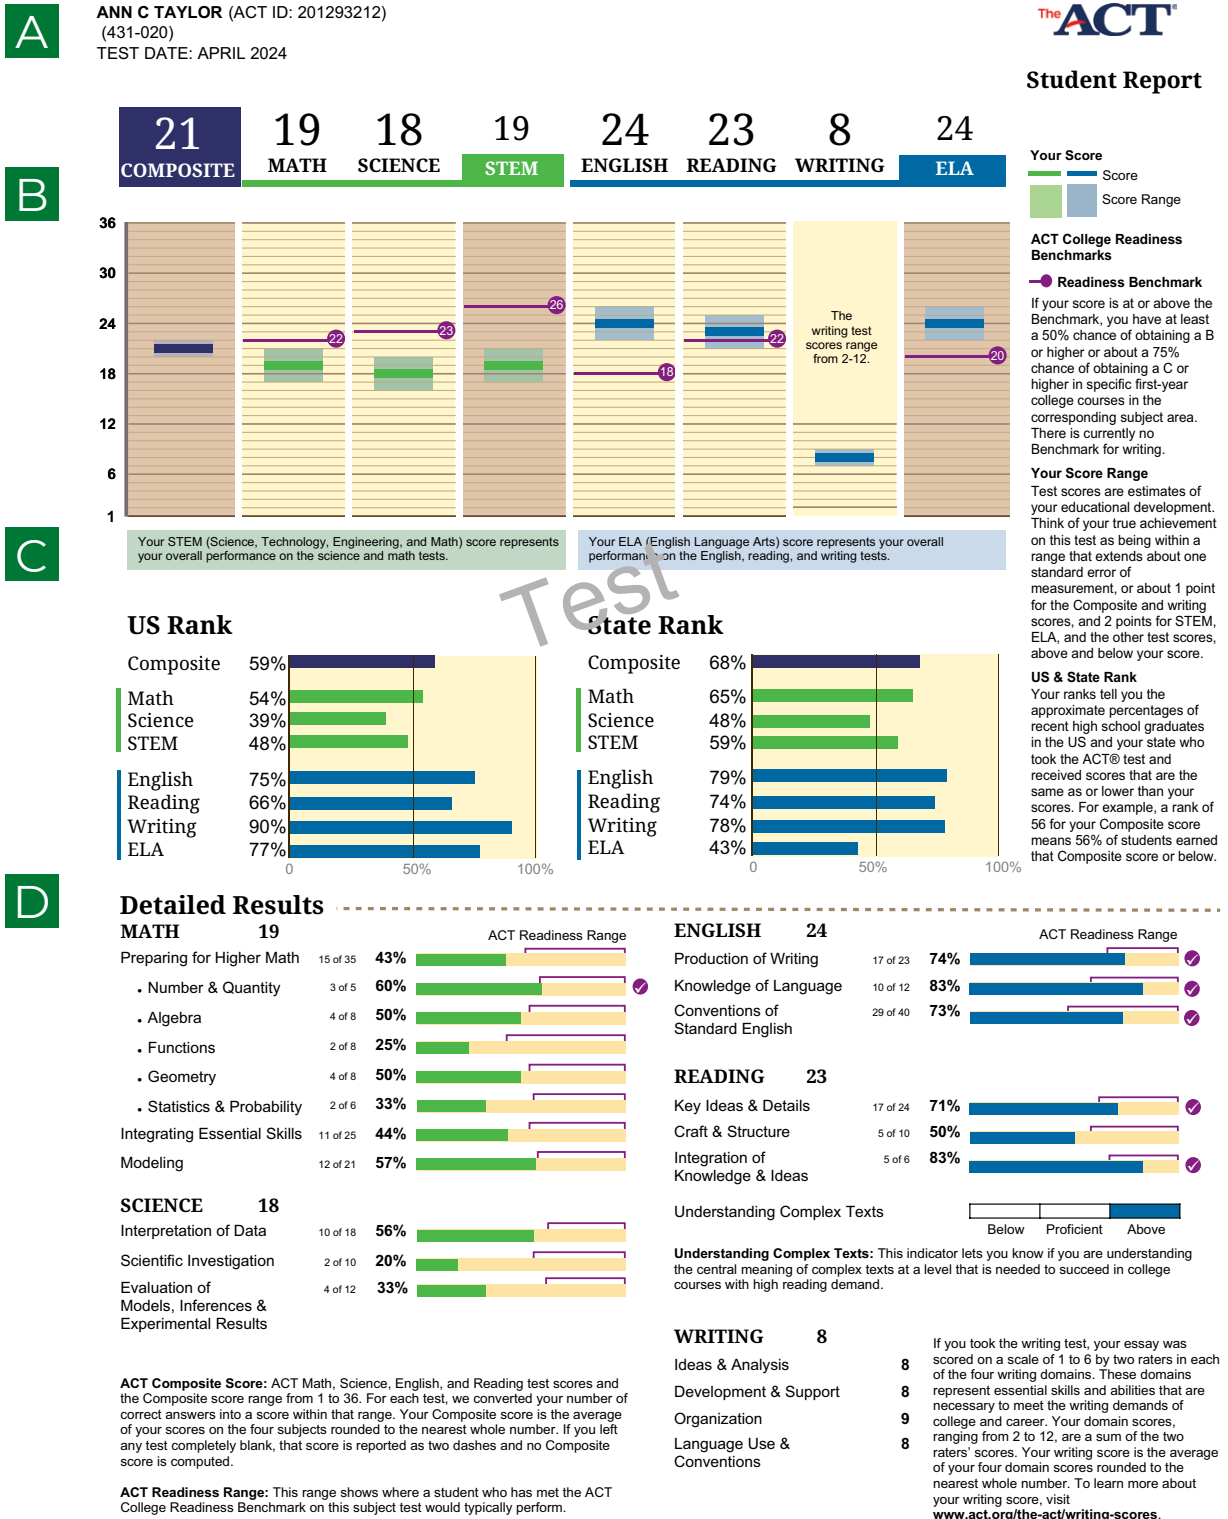 A
ANN C TAYLOR (ACT ID: 201293212)
(431-020)
TEST DATE: APRIL 2024
The ACT®
Student Report
B
21 COMPOSITE
19 MATH
18 SCIENCE
19 STEM
24 ENGLISH
23 READING
8 WRITING
24 ELA
36
30
24
18
12
6
1
22
23
26
18
22
20
The
writing test
scores range
from 2-12.
C
Your STEM (Science, Technology, Engineering, and Math) score represents
your overall performance on the science and math tests.
Your ELA (English Language Arts) score represents your overall
performance on the English, reading, and writing tests.
Test
Your Score
Score
Score Range
ACT College Readiness
Benchmarks
Readiness Benchmark
If your score is at or above the
Benchmark, you have at least
a 50% chance of obtaining a B
or higher or about a 75%
chance of obtaining a C or
higher in specific first-year
college courses in the
corresponding subject area.
There is currently no
Benchmark for writing.
Your Score Range
Test scores are estimates of
your educational development.
Think of your true achievement
on this test as being within a
range that extends about one
standard error of
measurement, or about 1 point
for the Composite and writing
scores, and 2 points for STEM,
ELA, and the other test scores,
above and below your score.
US & State Rank
Your ranks tell you the
approximate percentages of
recent high school graduates
in the US and your state who
took the ACT® test and
received scores that are the
same as or lower than your
scores. For example, a rank of
56 for your Composite score
means 56% of students earned
that Composite score or below.
US Rank
Composite 59%
Math 54%
Science 39%
STEM 48%
English 75%
Reading 66%
Writing 90%
ELA 77%
0 50% 100%
State Rank
Composite 68%
Math 65%
Science 48%
STEM 59%
English 79%
Reading 74%
Writing 78%
ELA 43%
0 50% 100%
D
Detailed Results
MATH 19
ACT Readiness Range
Preparing for Higher Math 15 of 35 43%
• Number & Quantity 3 of 5 60%
• Algebra 4 of 8 50%
• Functions 2 of 8 25%
• Geometry 4 of 8 50%
• Statistics & Probability 2 of 6 33%
Integrating Essential Skills 11 of 25 44%
Modeling 12 of 21 57%
SCIENCE 18
Interpretation of Data 10 of 18 56%
Scientific Investigation 2 of 10 20%
Evaluation of 4 of 12 33%
Models, Inferences &
Experimental Results
ACT Composite Score: ACT Math, Science, English, and Reading test scores and
the Composite score range from 1 to 36. For each test, we converted your number of
correct answers into a score within that range. Your Composite score is the average
of your scores on the four subjects rounded to the nearest whole number. If you left
any test completely blank, that score is reported as two dashes and no Composite
score is computed.
ACT Readiness Range: This range shows where a student who has met the ACT
College Readiness Benchmark on this subject test would typically perform.
ENGLISH 24
ACT Readiness Range
Production of Writing 17 of 23 74%
Knowledge of Language 10 of 12 83%
Conventions of 29 of 40 73%
Standard English
READING 23
Key Ideas & Details 17 of 24 71%
Craft & Structure 5 of 10 50%
Integration of 5 of 6 83%
Knowledge & Ideas
Understanding Complex Texts
Below Proficient Above
Understanding Complex Texts: This indicator lets you know if you are understanding
the central meaning of complex texts at a level that is needed to succeed in college
courses with high reading demand.
WRITING 8
Ideas & Analysis 8
Development & Support 8
Organization 9
Language Use & 8
Conventions
If you took the writing test, your essay was
scored on a scale of 1 to 6 by two raters in each
of the four writing domains. These domains
represent essential skills and abilities that are
necessary to meet the writing demands of
college and career. Your domain scores,
ranging from 2 to 12, are a sum of the two
raters' scores. Your writing score is the average
of your four domain scores rounded to the
nearest whole number. To learn more about
your writing score, visit
www.act.org/the-act/writing-scores.